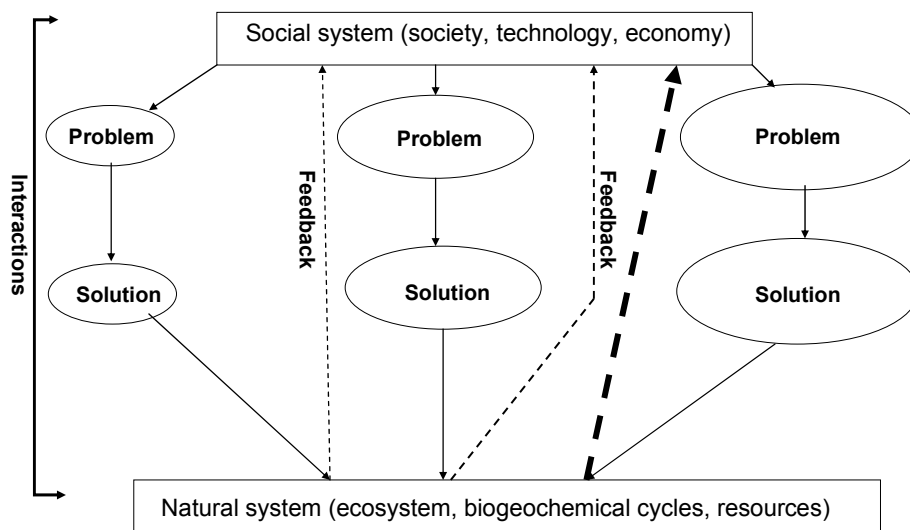 Social system (society, technology, economy)
Problem
Problem
Problem
Interactions
Feedback
Feedback
Solution
Solution
Solution
Natural system (ecosystem, biogeochemical cycles, resources)